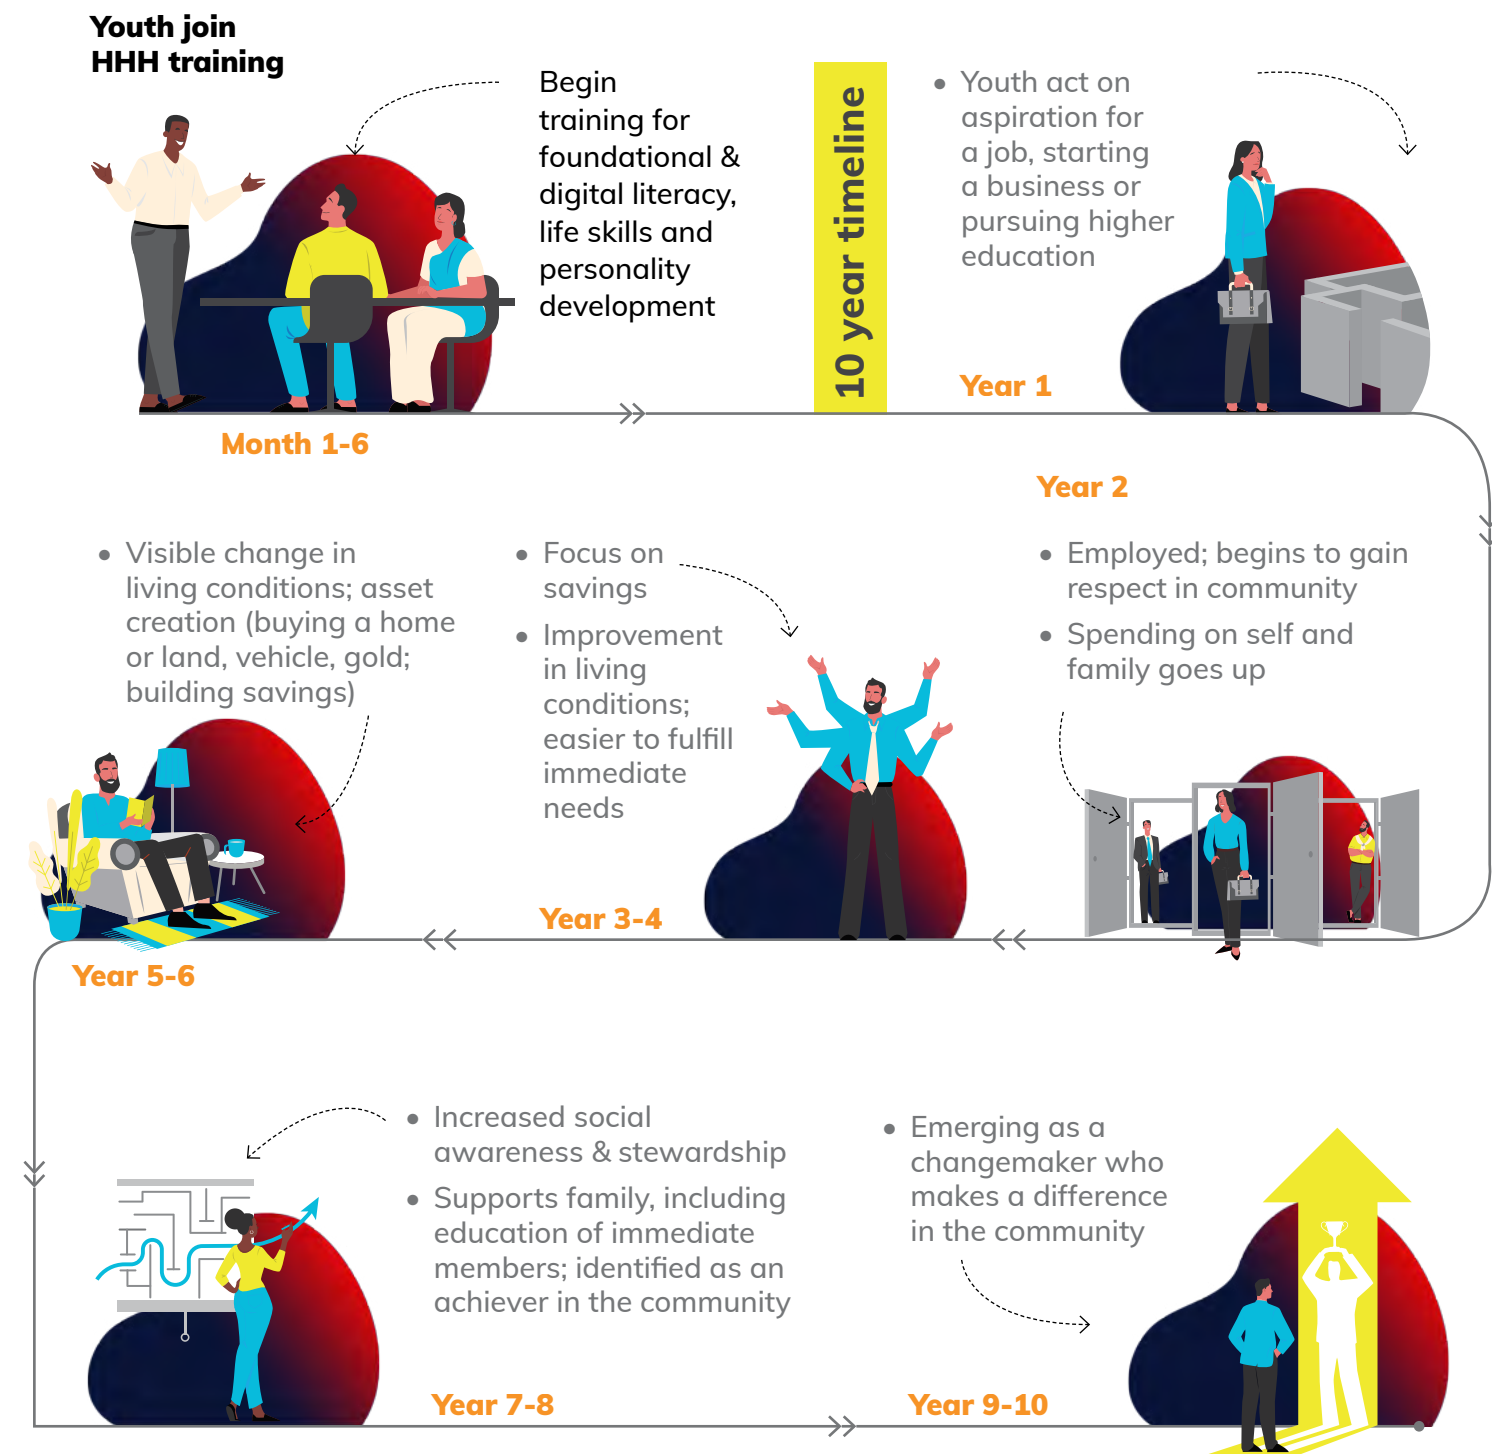 Youth join
HHH training
Begin
training for
foundational &
digital literacy,
life skills and
personality
development
Month 1-6
10 year timeline
• Youth act on
aspiration for
a job, starting
a business or
pursuing higher
education
Year 1
Year 2
• Employed; begins to gain
respect in community
• Spending on self and
family goes up
• Focus on
savings
• Improvement
in living
conditions;
easier to fulfill
immediate
needs
Year 3-4
• Visible change in
living conditions; asset
creation (buying a home
or land, vehicle, gold;
building savings)
Year 5-6
• Increased social
awareness & stewardship
• Supports family, including
education of immediate
members; identified as an
achiever in the community
Year 7-8
• Emerging as a
changemaker who
makes a difference
in the community
Year 9-10